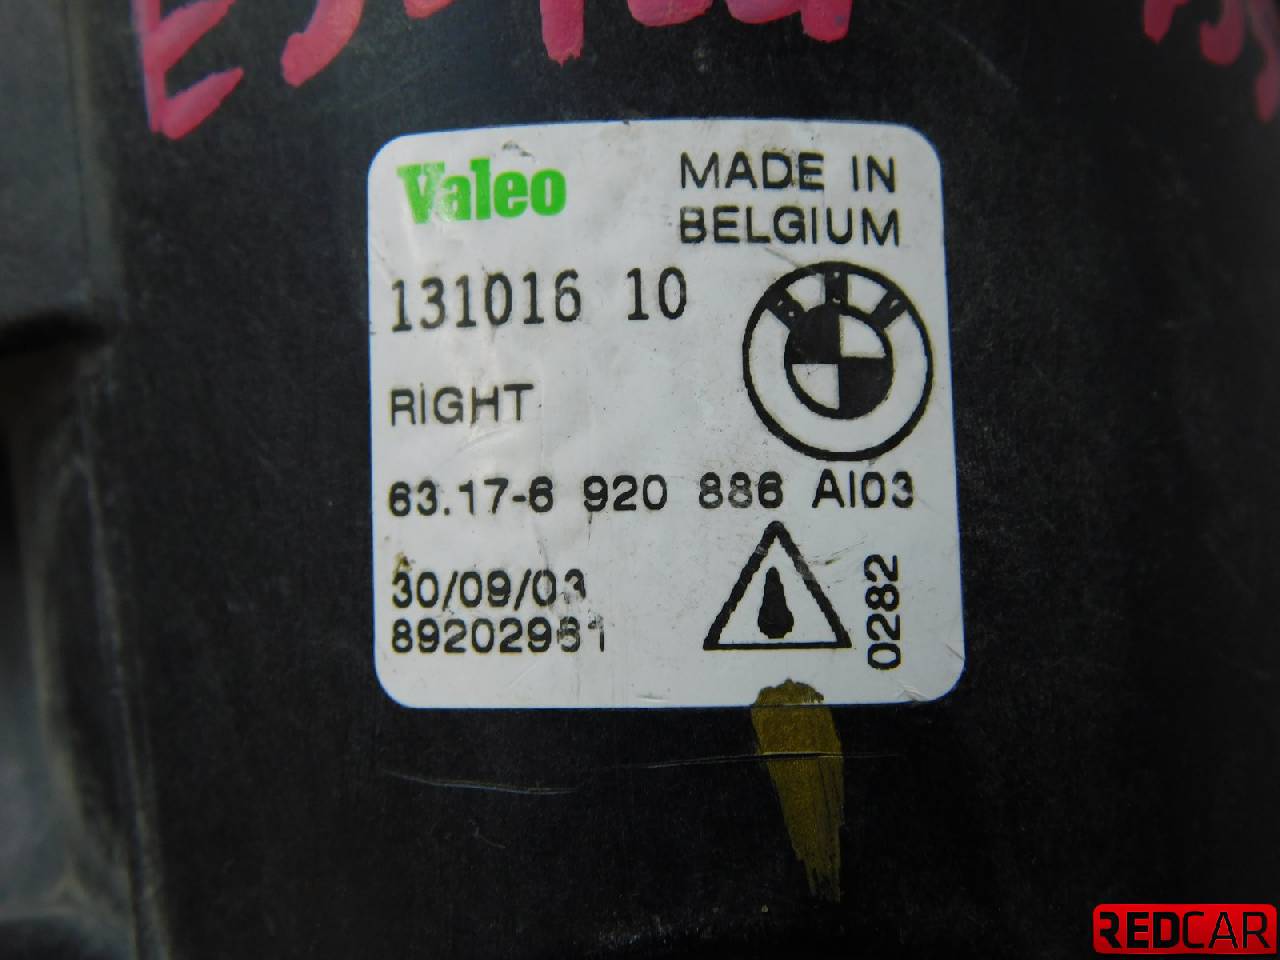 Valeo
MADE IN
BELGIUM
131016 10
BMW
RIGHT
63.17-6 920 886 AI03
30/09/03
89202961
0282
REDCAR